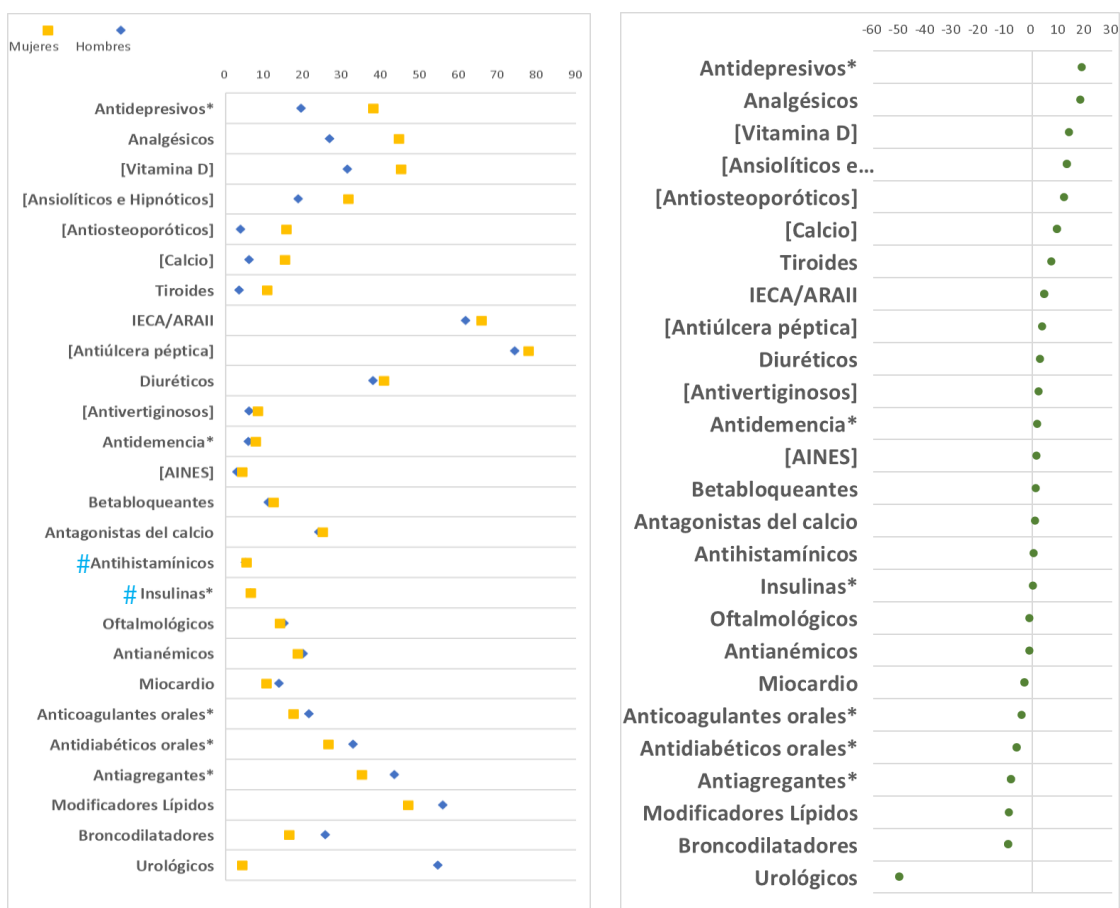 Mujeres Hombres
0 10 20 30 40 50 60 70 80 90
Antidepresivos*
Analgésicos
[Vitamina D]
[Ansiolíticos e Hipnóticos]
[Antiosteoporóticos]
[Calcio]
Tiroides
IECA/ARAII
[Antiúlcera péptica]
Diuréticos
[Antivertiginosos]
Antidemencia*
[AINES]
Betabloqueantes
Antagonistas del calcio
#Antihistamínicos
# Insulinas*
Oftalmológicos
Antianémicos
Miocardio
Anticoagulantes orales*
Antidiabéticos orales*
Antiagregantes*
Modificadores Lípidos
Broncodilatadores
Urológicos
-60 -50 -40 -30 -20 -10 0 10 20 30
Antidepresivos*
Analgésicos
[Vitamina D]
[Ansiolíticos e...
[Antiosteoporóticos]
[Calcio]
Tiroides
IECA/ARAII
[Antiúlcera péptica]
Diuréticos
[Antivertiginosos]
Antidemencia*
[AINES]
Betabloqueantes
Antagonistas del calcio
Antihistamínicos
Insulinas*
Oftalmológicos
Antianémicos
Miocardio
Anticoagulantes orales*
Antidiabéticos orales*
Antiagregantes*
Modificadores Lípidos
Broncodilatadores
Urológicos